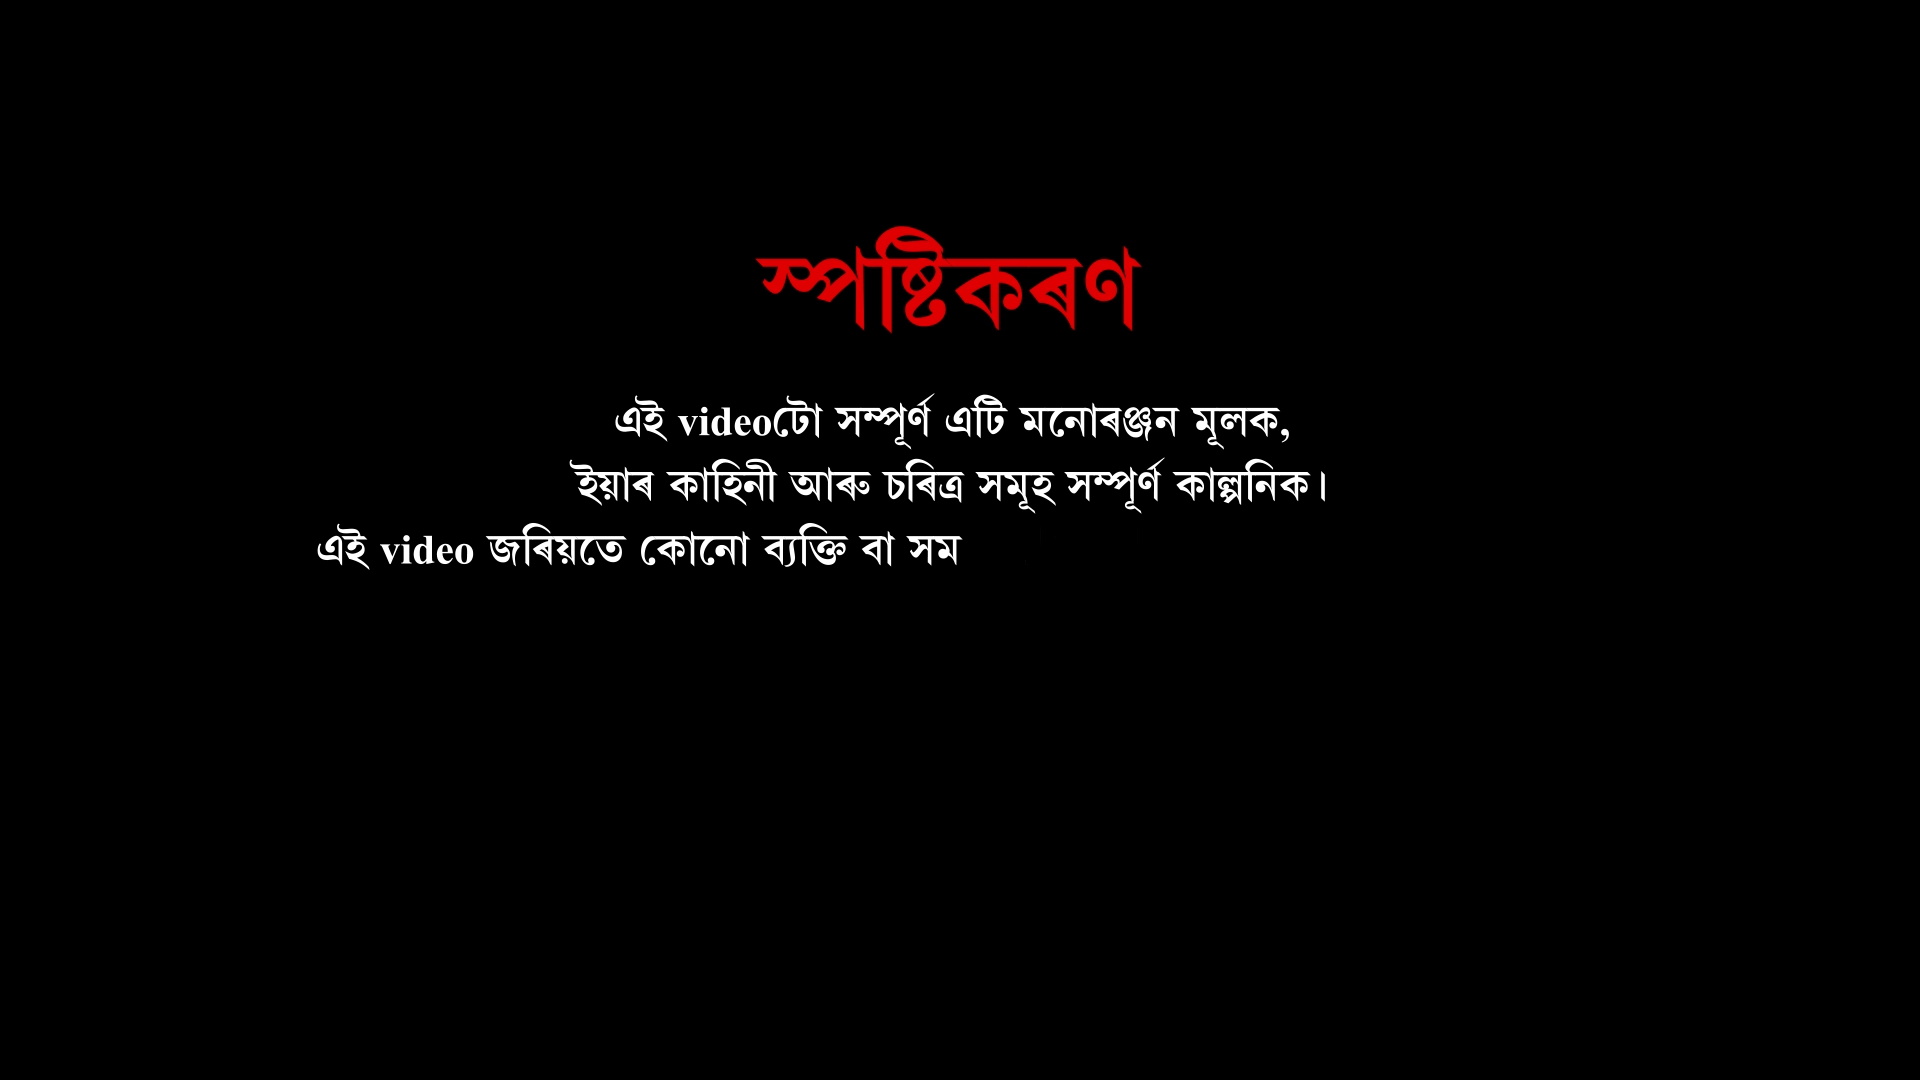 স্পষ্টিকৰণ
এই videoটো সম্পূৰ্ণ এটি মনোৰঞ্জন মূলক,
ইয়াৰ কাহিনী আৰু চৰিত্ৰ সমূহ সম্পূৰ্ণ কাল্পনিক।
এই video জৰিয়তে কোনো ব্যক্তি বা সম